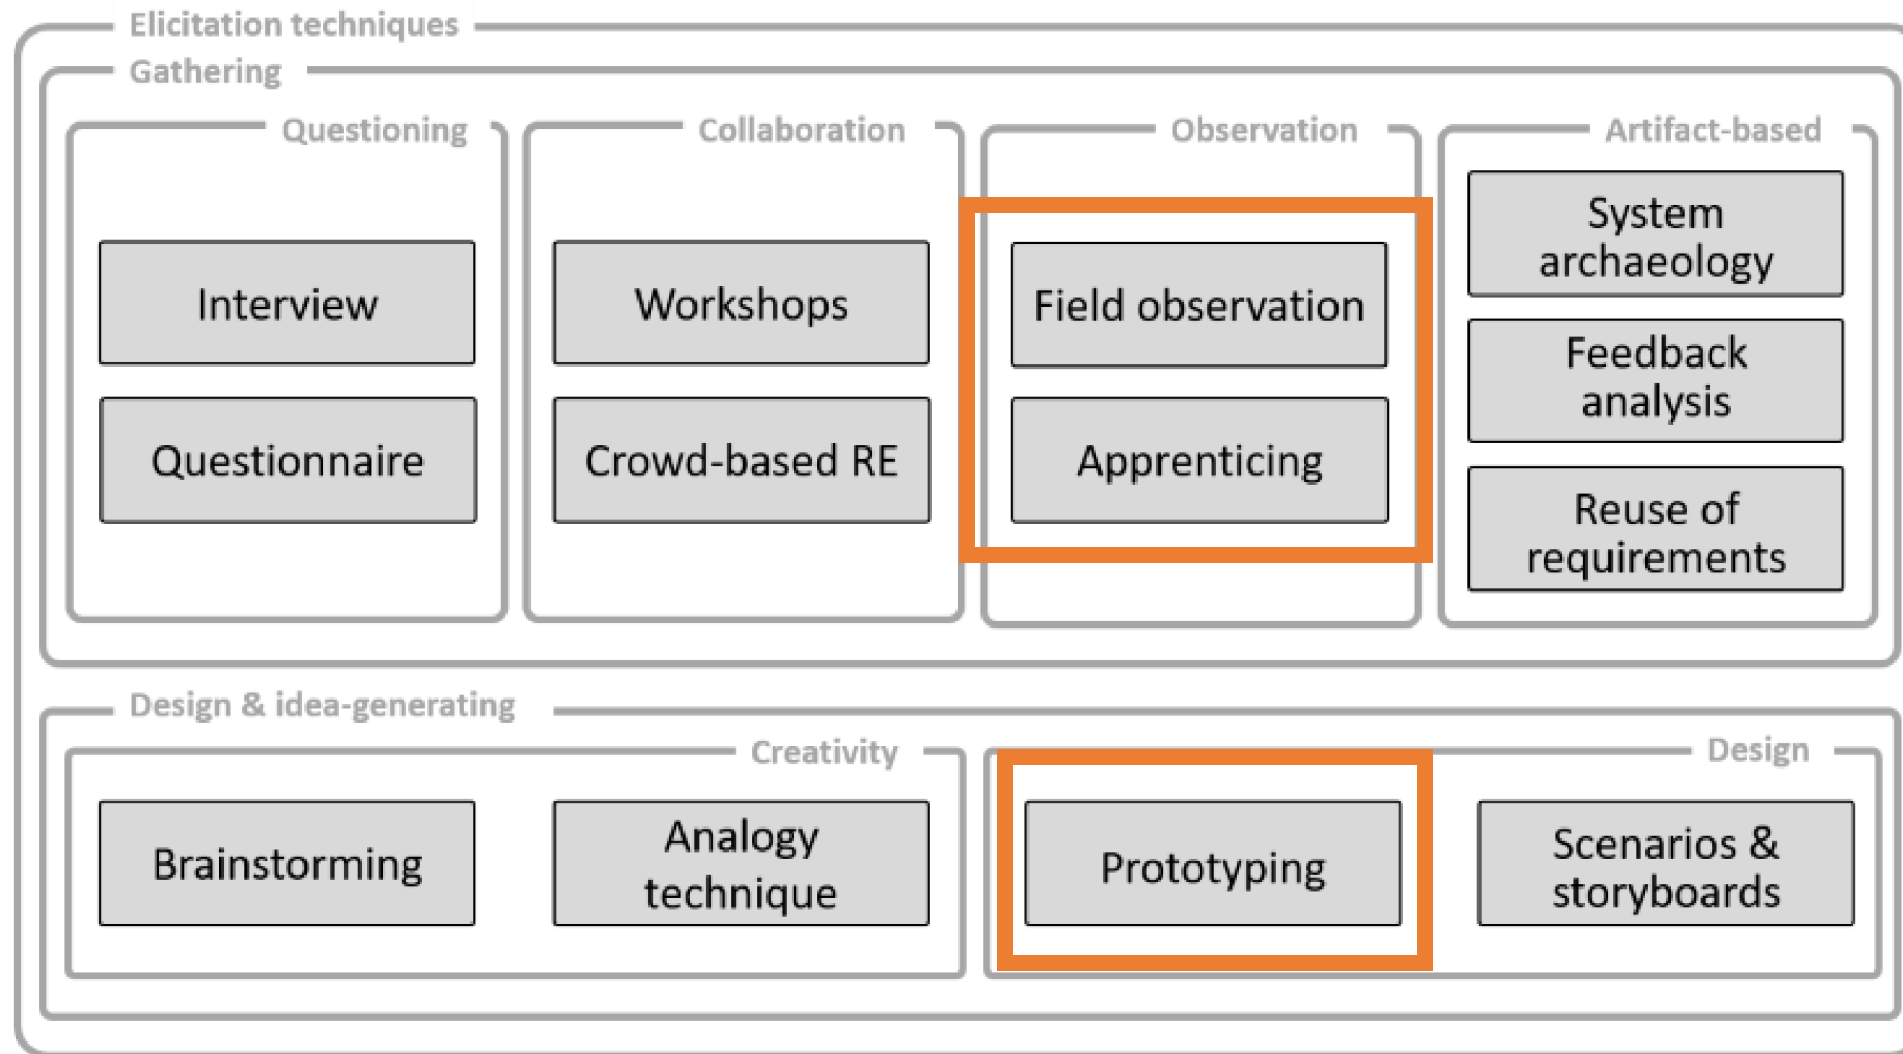 Elicitation techniques
Gathering
Questioning
Interview
Questionnaire
Collaboration
Workshops
Crowd-based RE
Observation
Field observation
Apprenticing
Artifact-based
System
archaeology
Feedback
analysis
Reuse of
requirements
Design & idea-generating
Creativity
Brainstorming
Analogy
technique
Design
Prototyping
Scenarios &
storyboards